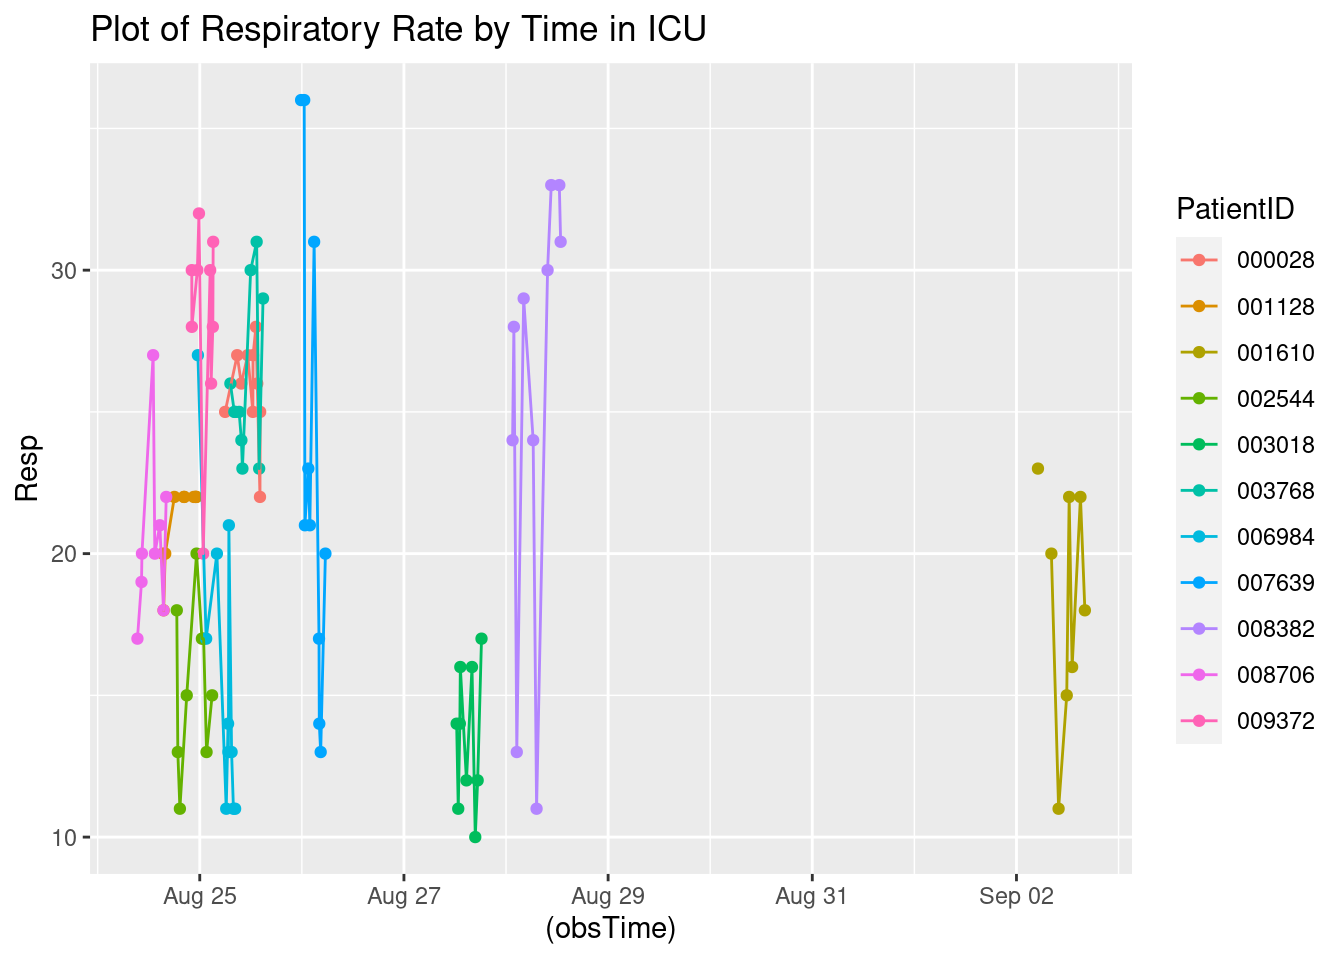 Plot of Respiratory Rate by Time in ICU
Resp
30
20
10
Aug 25 Aug 27 Aug 29 Aug 31 Sep 02
(obsTime)
PatientID
000028
001128
001610
002544
003018
003768
006984
007639
008382
008706
009372